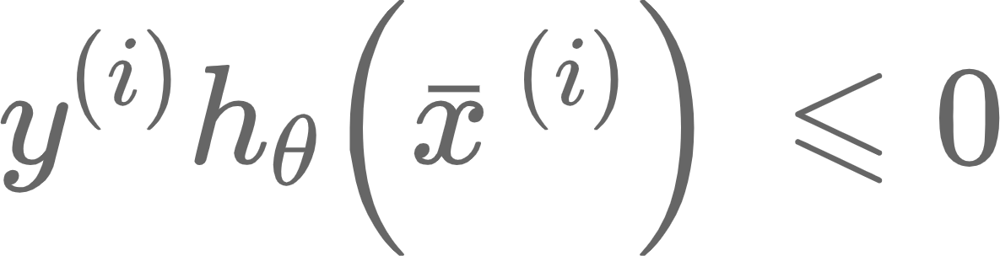 y^{(i)} h_θ(x̄^{(i)}) ⩽ 0